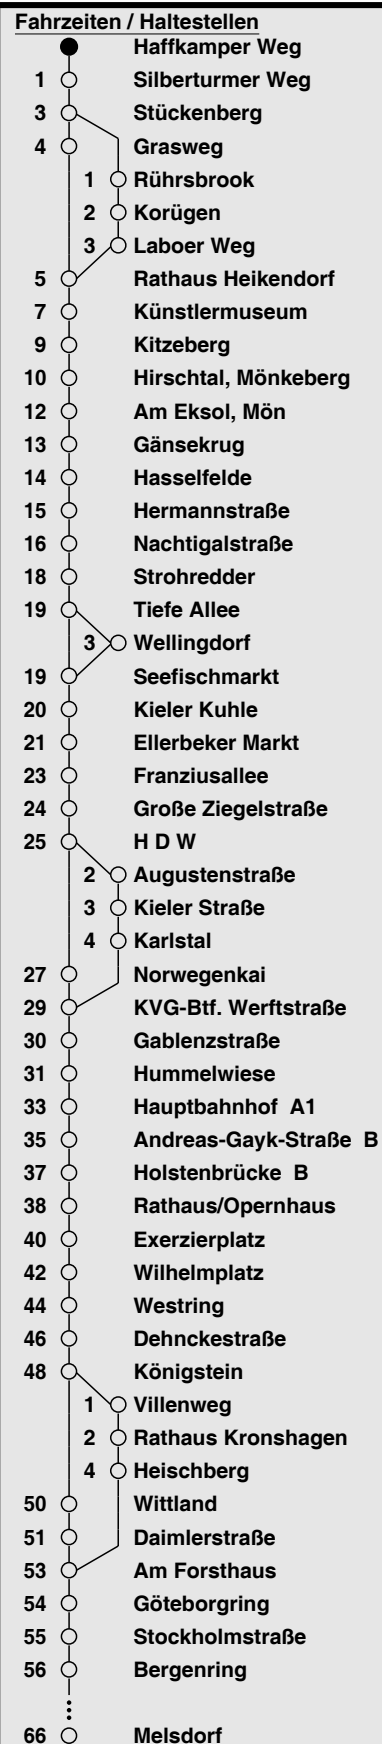 Fahrzeiten / Haltestellen
Haffkamper Weg
1 Silberturmer Weg
3 Stückenberg
4 Grasweg
1 Rührsbrook
2 Korügen
3 Laboer Weg
5 Rathaus Heikendorf
7 Künstlermuseum
9 Kitzeberg
10 Hirschtal, Mönkeberg
12 Am Eksol, Mön
13 Gänsekrug
14 Hasselfelde
15 Hermannstraße
16 Nachtigalstraße
18 Strohredder
19 Tiefe Allee
3 Wellingdorf
19 Seefischmarkt
20 Kieler Kuhle
21 Ellerbeker Markt
23 Franziusallee
24 Große Ziegelstraße
25 H D W
2 Augustenstraße
3 Kieler Straße
4 Karlstal
27 Norwegenkai
29 KVG-Btf. Werftstraße
30 Gablenzstraße
31 Hummelwiese
33 Hauptbahnhof A1
35 Andreas-Gayk-Straße B
37 Holstenbrücke B
38 Rathaus/Opernhaus
40 Exerzierplatz
42 Wilhelmplatz
44 Westring
46 Dehnckestraße
48 Königstein
1 Villenweg
2 Rathaus Kronshagen
4 Heischberg
50 Wittland
51 Daimlerstraße
53 Am Forsthaus
54 Göteborgring
55 Stockholmstraße
56 Bergenring
66 Melsdorf